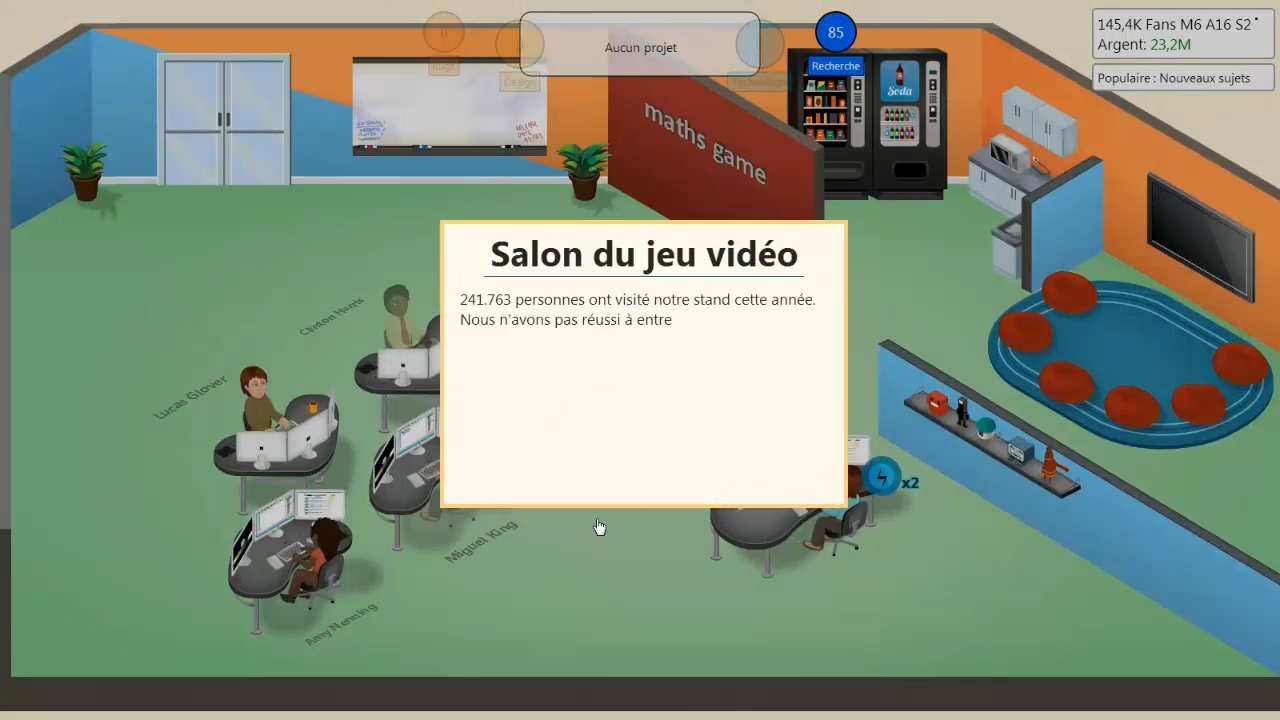 Aucun projet
85
Recherche
145,4K Fans M6 A16 S2
Argent: 23,2M
Populaire : Nouveaux sujets
Bugs
Design
maths game
Soda
Salon du jeu vidéo
241.763 personnes ont visité notre stand cette année.
Nous n'avons pas réussi à entre
Clinton Harris
Lucas Glover
Miguel King
Amy Nenning
x2